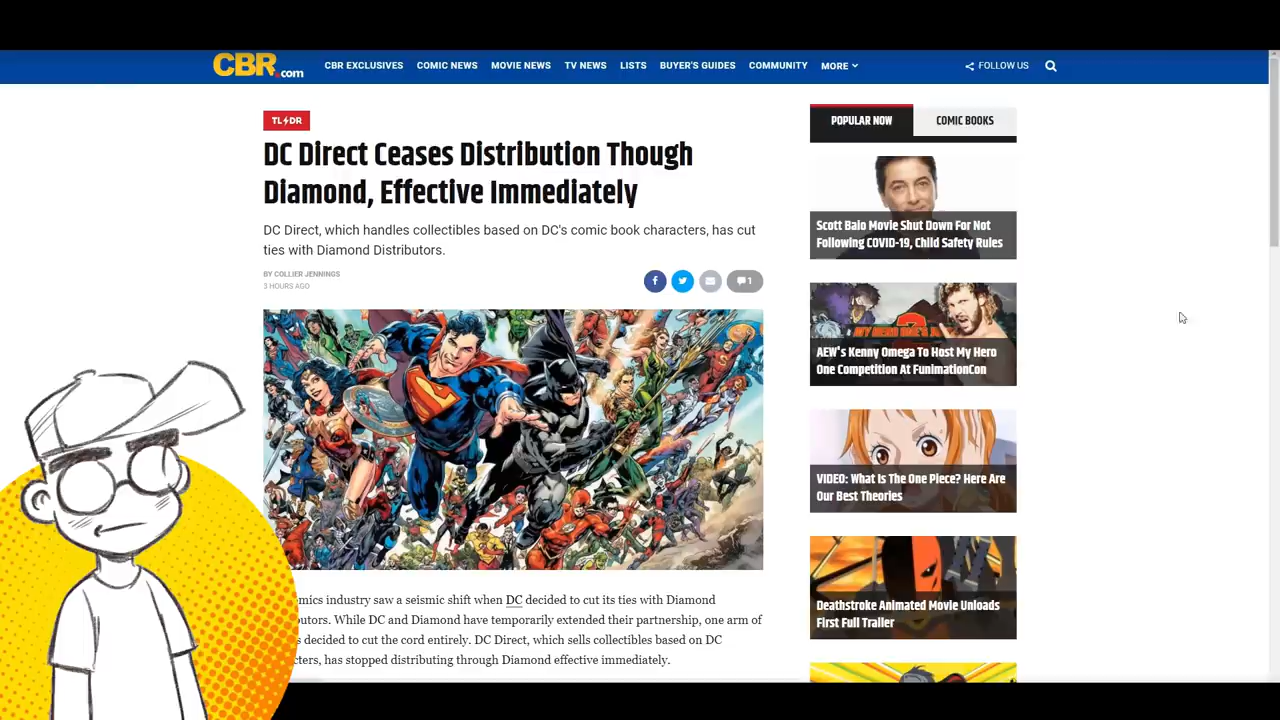 CBR.com
CBR EXCLUSIVES COMIC NEWS MOVIE NEWS TV NEWS LISTS BUYER'S GUIDES COMMUNITY MORE
FOLLOW US
TL DR
DC Direct Ceases Distribution Though
Diamond, Effective Immediately
DC Direct, which handles collectibles based on DC's comic book characters, has cut
ties with Diamond Distributors.
BY COLLIER JENNINGS
3 HOURS AGO
1
mics industry saw a seismic shift when DC decided to cut its ties with Diamond
utors. While DC and Diamond have temporarily extended their partnership, one arm of
s decided to cut the cord entirely. DC Direct, which sells collectibles based on DC
ters, has stopped distributing through Diamond effective immediately.
POPULAR NOW
COMIC BOOKS
Scott Baio Movie Shut Down For Not
Following COVID-19, Child Safety Rules
AEW's Kenny Omega To Host My Hero
One Competition At FunimationCon
VIDEO: What Is The One Piece? Here Are
Our Best Theories
Deathstroke Animated Movie Unloads
First Full Trailer